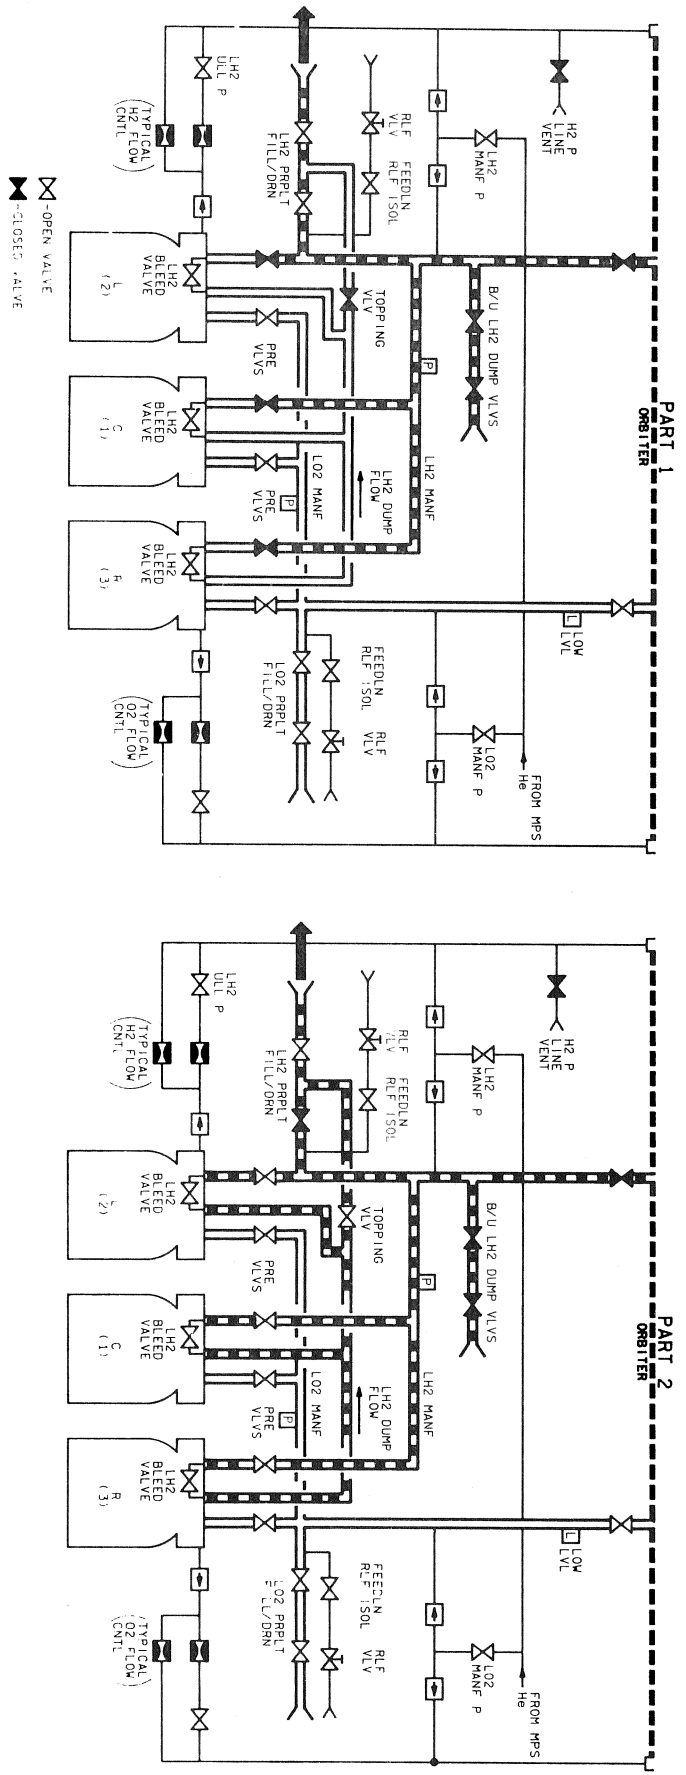 PART 1
ORBITER
H2 P
LINE
VENT
LH2
MANF P
RLF
VLV
FEEDLN
RLF ISOL
LH2 PRPLT
FILL/DRN
LH2
ULL P
(TYPICAL
H2 FLOW
CNTL)
B/U LH2 DUMP VLVS
TOPPING
VLV
P
LH2 MANF
LH2 DUMP
FLOW
LO2 MANF
P
PRE
VLVS
PRE
VLVS
LH2
BLEED
VALVE
L
(2)
LH2
BLEED
VALVE
C
(1)
LH2
BLEED
VALVE
R
(3)
LOW
LVL
L
FROM MPS
He
LO2
MANF P
FEEDLN
RLF ISOL
RLF
VLV
LO2 PRPLT
FILL/DRN
(TYPICAL
O2 FLOW
CNTL)
-OPEN VALVE
-CLOSED VALVE
PART 2
ORBITER
H2 P
LINE
VENT
LH2
MANF P
RLF
VLV
FEEDLN
RLF ISOL
LH2 PRPLT
FILL/DRN
LH2
ULL P
(TYPICAL
H2 FLOW
CNTL)
B/U LH2 DUMP VLVS
TOPPING
VLV
P
LH2 MANF
LH2 DUMP
FLOW
LO2 MANF
P
PRE
VLVS
PRE
VLVS
LH2
BLEED
VALVE
L
(2)
LH2
BLEED
VALVE
C
(1)
LH2
BLEED
VALVE
R
(3)
LOW
LVL
L
FROM MPS
He
LO2
MANF P
FEEDLN
RLF ISOL
RLF
VLV
LO2 PRPLT
FILL/DRN
(TYPICAL
O2 FLOW
CNTL)